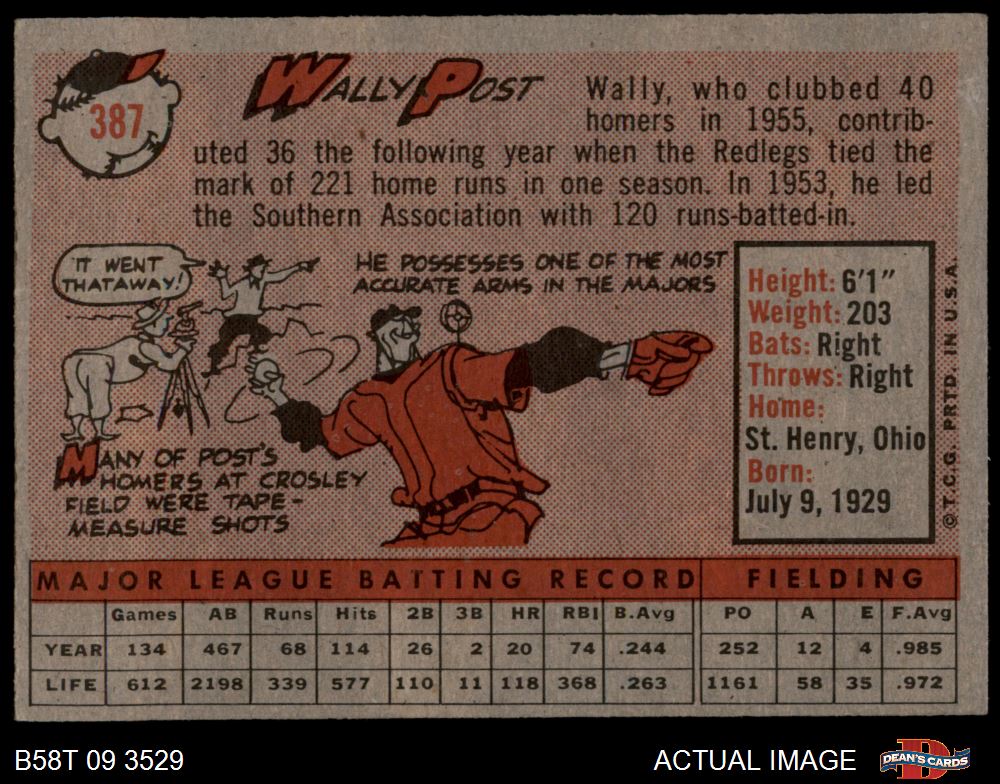 387
WALLY POST
Wally, who clubbed 40
homers in 1955, contrib-
uted 36 the following year when the Redlegs tied the
mark of 221 home runs in one season. In 1953, he led
the Southern Association with 120 runs-batted-in.
"IT WENT
THATAWAY!"
HE POSSESSES ONE OF THE MOST
ACCURATE ARMS IN THE MAJORS
MANY OF POST'S
HOMERS AT CROSLEY
FIELD WERE TAPE-
MEASURE SHOTS
Height: 6'1"
Weight: 203
Bats: Right
Throws: Right
Home:
St. Henry, Ohio
Born:
July 9, 1929
©T.C.G. PRTD. IN U.S.A.
MAJOR LEAGUE BATTING RECORD FIELDING
Games AB Runs Hits 2B 3B HR RBI B.Avg PO A E F.Avg
YEAR 134 467 68 114 26 2 20 74 .244 252 12 4 .985
LIFE 612 2198 339 577 110 11 118 368 .263 1161 58 35 .972
B58T 09 3529 ACTUAL IMAGE D DEAN'S CARDS